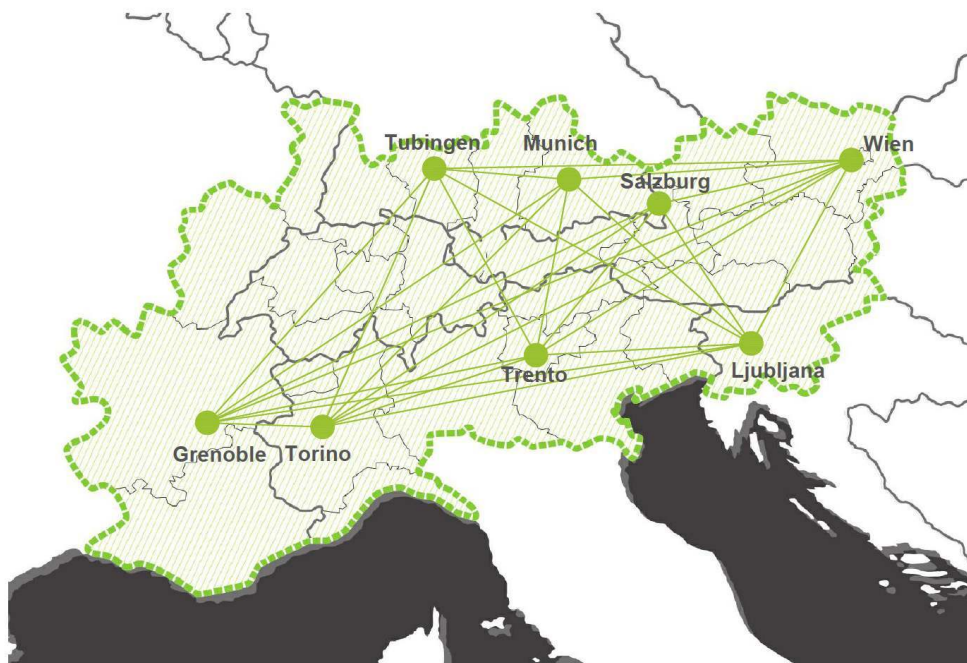 Tubingen
Munich
Wien
Salzburg
Trento
Ljubljana
Grenoble
Torino